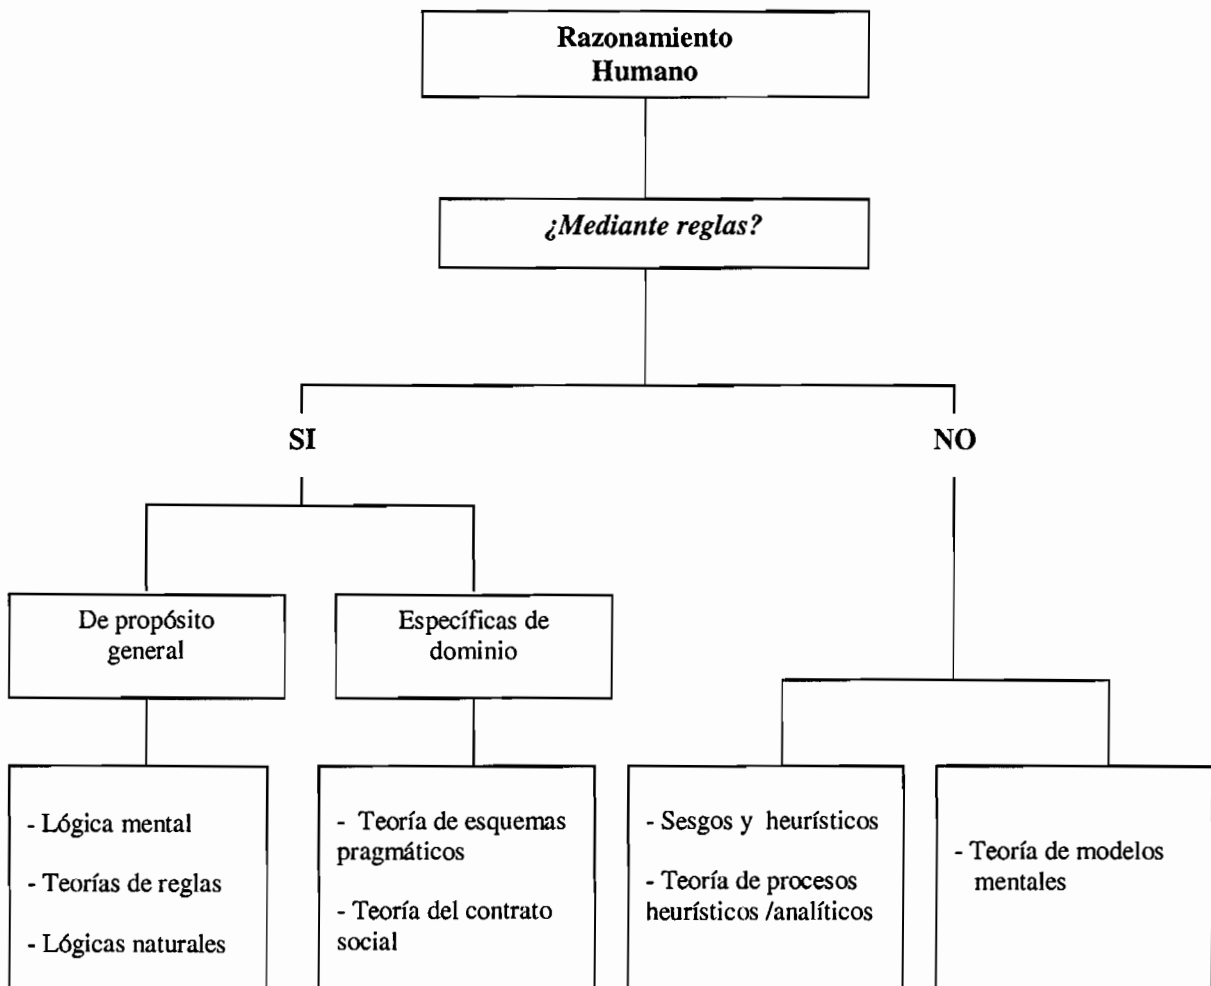 Razonamiento
Humano
¿Mediante reglas?
SI
NO
De propósito
general
Específicas de
dominio
- Lógica mental
- Teorías de reglas
- Lógicas naturales
- Teoría de esquemas
pragmáticos
- Teoría del contrato
social
- Sesgos y heurísticos
- Teoría de procesos
heurísticos /analíticos
- Teoría de modelos
mentales